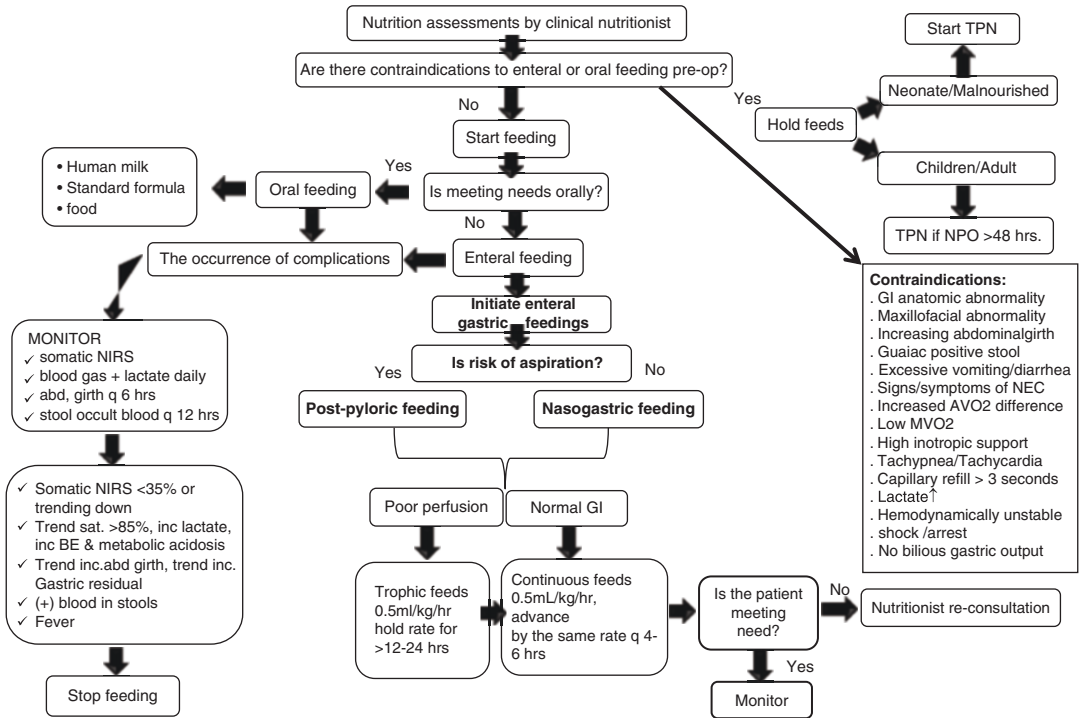 Nutrition assessments by clinical nutritionist
Are there contraindications to enteral or oral feeding pre-op?
No
Start feeding
Is meeting needs orally?
Yes
Oral feeding
• Human milk
• Standard formula
• food
No
Enteral feeding
The occurrence of complications
MONITOR
✓ somatic NIRS
✓ blood gas + lactate daily
✓ abd, girth q 6 hrs
✓ stool occult blood q 12 hrs
✓ Somatic NIRS <35% or
trending down
✓ Trend sat. >85%, inc lactate,
inc BE & metabolic acidosis
✓ Trend inc.abd girth, trend inc.
Gastric residual
✓ (+) blood in stools
✓ Fever
Stop feeding
Initiate enteral
gastric feedings
Is risk of aspiration?
Yes
No
Post-pyloric feeding
Nasogastric feeding
Poor perfusion
Normal GI
Trophic feeds
0.5ml/kg/hr
hold rate for
>12-24 hrs
Continuous feeds
0.5mL/kg/hr,
advance
by the same rate q 4-
6 hrs
Is the patient
meeting
need?
No
Nutritionist re-consultation
Yes
Monitor
Yes
Hold feeds
Neonate/Malnourished
Start TPN
Children/Adult
TPN if NPO >48 hrs.
Contraindications:
. GI anatomic abnormality
. Maxillofacial abnormality
. Increasing abdominalgirth
. Guaiac positive stool
. Excessive vomiting/diarrhea
. Signs/symptoms of NEC
. Increased AVO2 difference
. Low MVO2
. High inotropic support
. Tachypnea/Tachycardia
. Capillary refill > 3 seconds
. Lactate↑
. Hemodynamically unstable
. shock /arrest
. No bilious gastric output